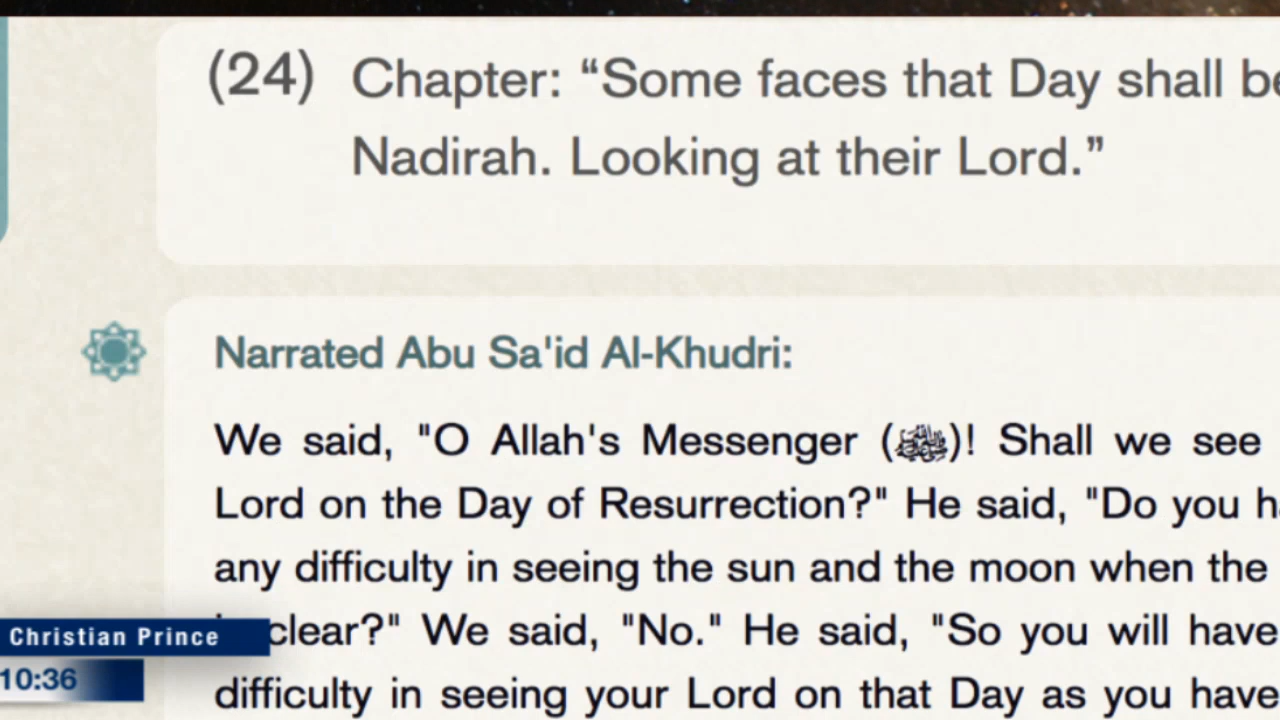 (24) Chapter: “Some faces that Day shall be
Nadirah. Looking at their Lord.”
Narrated Abu Sa'id Al-Khudri:
We said, "O Allah's Messenger (ﷺ)! Shall we see
Lord on the Day of Resurrection?" He said, "Do you
any difficulty in seeing the sun and the moon when the
clear?" We said, "No." He said, "So you will have
difficulty in seeing your Lord on that Day as you have
Christian Prince
10:36